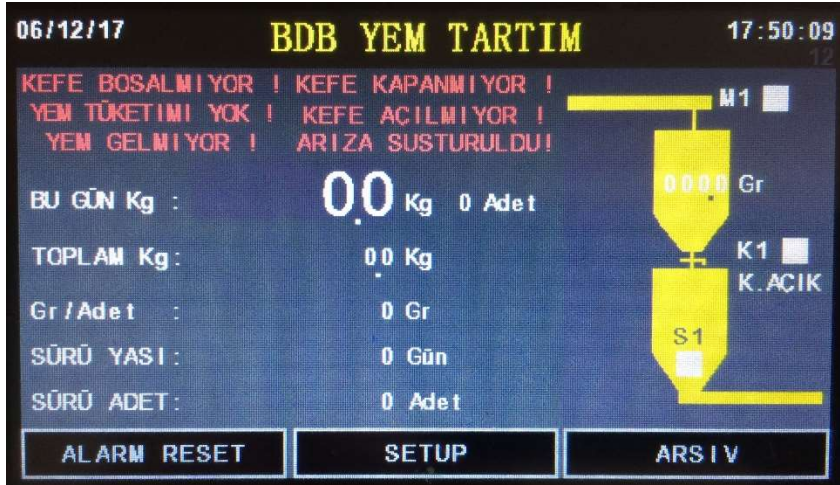 06/12/17
BDB YEM TARTIM
17:50:09
12
KEFE BOSALMIYOR ! KEFE KAPANMIYOR !
YEM TÜKETIMI YOK ! KEFE ACILMIYOR !
YEM GELMIYOR ! ARIZA SUSTURULDU!
M1
0000. Gr
BU GÜN Kg : 0.0 Kg 0 Adet
TOPLAM Kg: 0.0 Kg
K1
K.AÇIK
Gr/Adet : 0 Gr
S1
SÜRÜ YASI: 0 Gün
SÜRÜ ADET: 0 Adet
ALARM RESET SETUP ARSIV